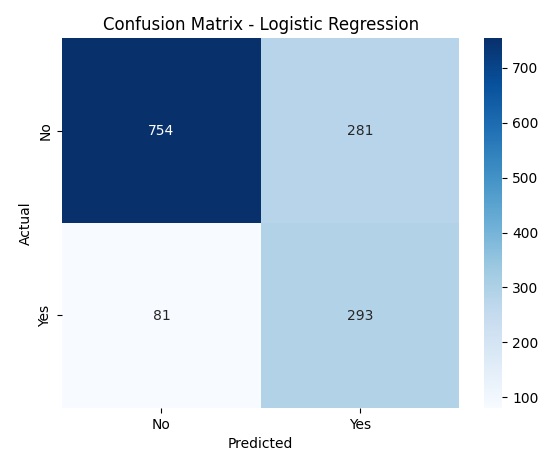 Confusion Matrix - Logistic Regression
No
754
281
Yes
81
293
Actual
No
Yes
Predicted
700
600
500
400
300
200
100